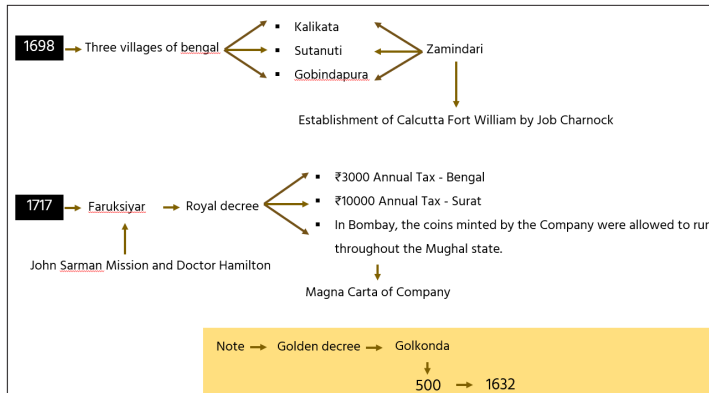 1698 Three villages of bengal
▪ Kalikata
▪ Sutanuti
▪ Gobindapura
Zamindari
Establishment of Calcutta Fort William by Job Charnock
1717 Faruksiyar Royal decree
▪ ₹3000 Annual Tax - Bengal
▪ ₹10000 Annual Tax - Surat
▪ In Bombay, the coins minted by the Company were allowed to run
throughout the Mughal state.
John Sarman Mission and Doctor Hamilton
Magna Carta of Company
Note Golden decree Golkonda
500 1632